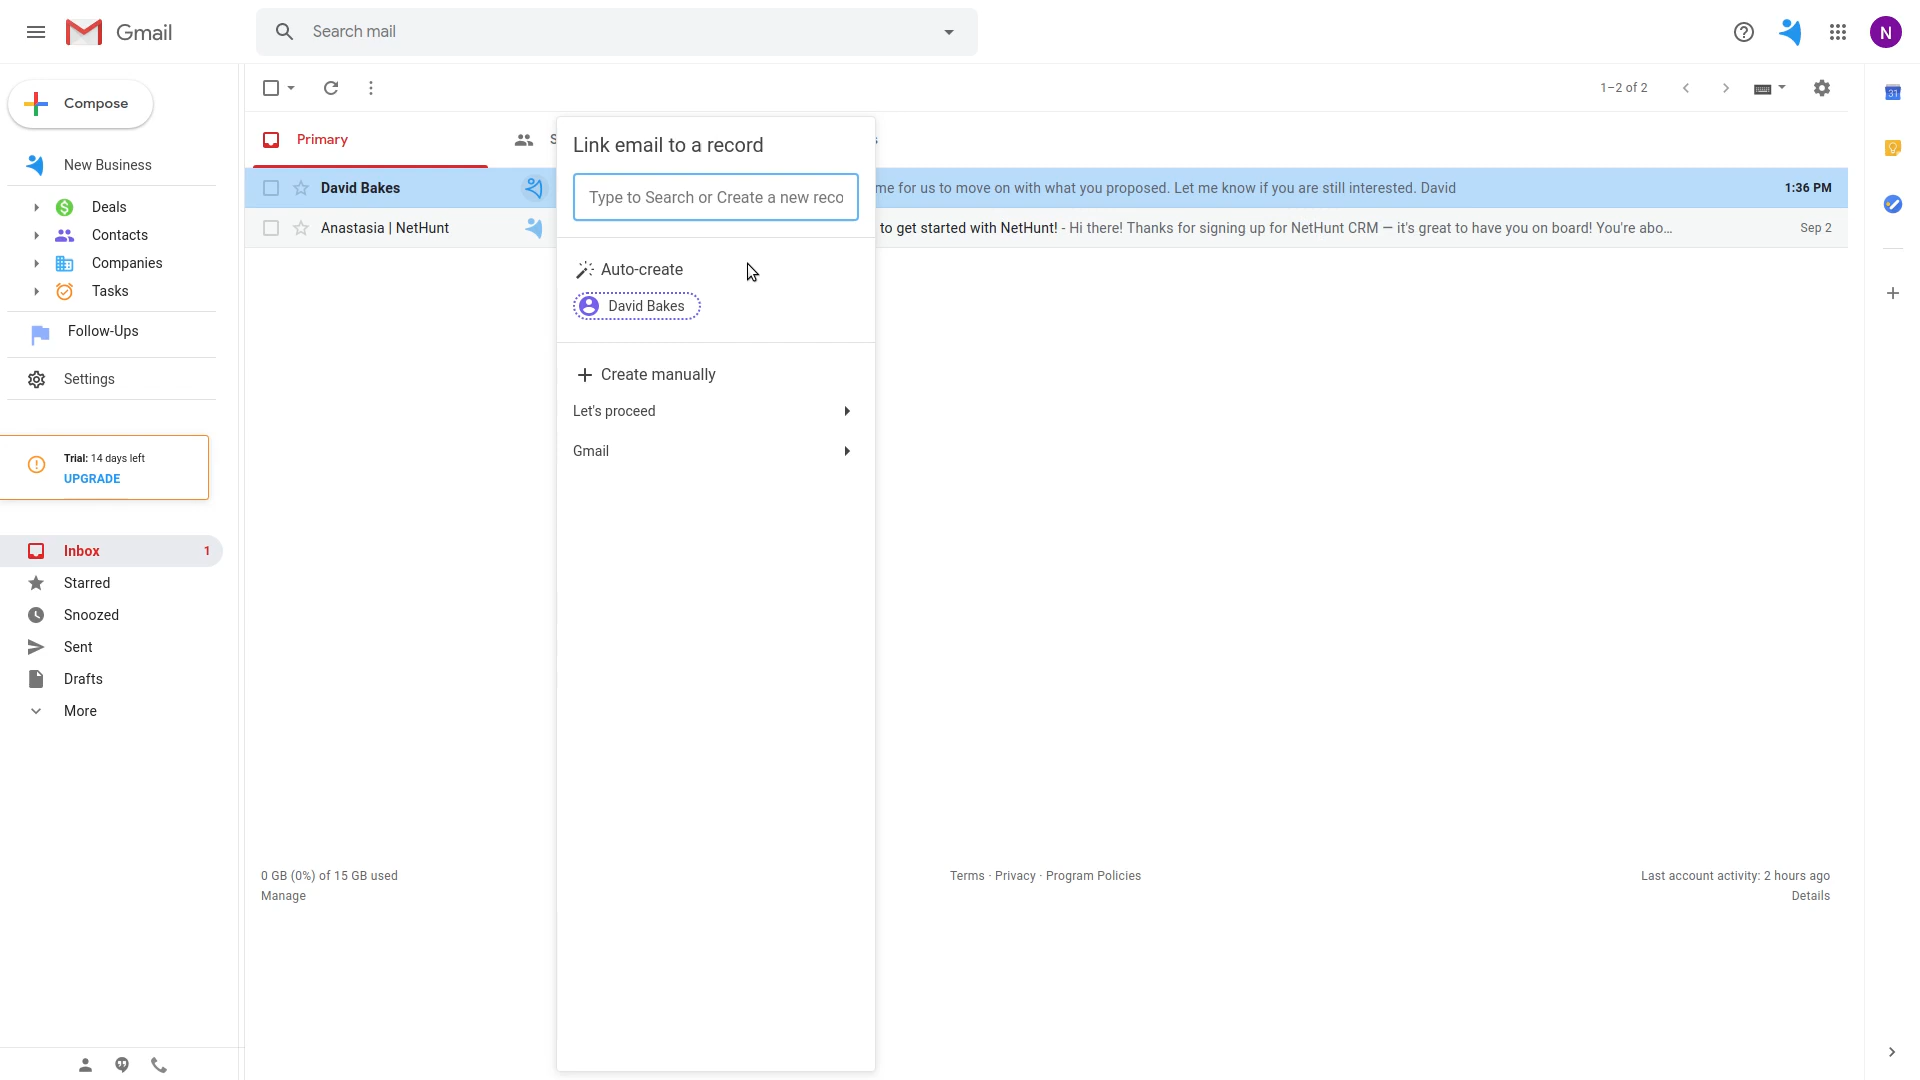 Gmail
Search mail
N
Compose
1–2 of 2
31
Primary
S
s
New Business
Deals
Contacts
Companies
Tasks
Follow-Ups
Settings
Trial: 14 days left
UPGRADE
Inbox 1
Starred
Snoozed
Sent
Drafts
More
Link email to a record
Type to Search or Create a new reco
Auto-create
David Bakes
Create manually
Let's proceed
Gmail
David Bakes me for us to move on with what you proposed. Let me know if you are still interested. David 1:36 PM
Anastasia | NetHunt to get started with NetHunt! - Hi there! Thanks for signing up for NetHunt CRM — it's great to have you on board! You're abo... Sep 2
0 GB (0%) of 15 GB used
Manage
Terms · Privacy · Program Policies
Last account activity: 2 hours ago
Details